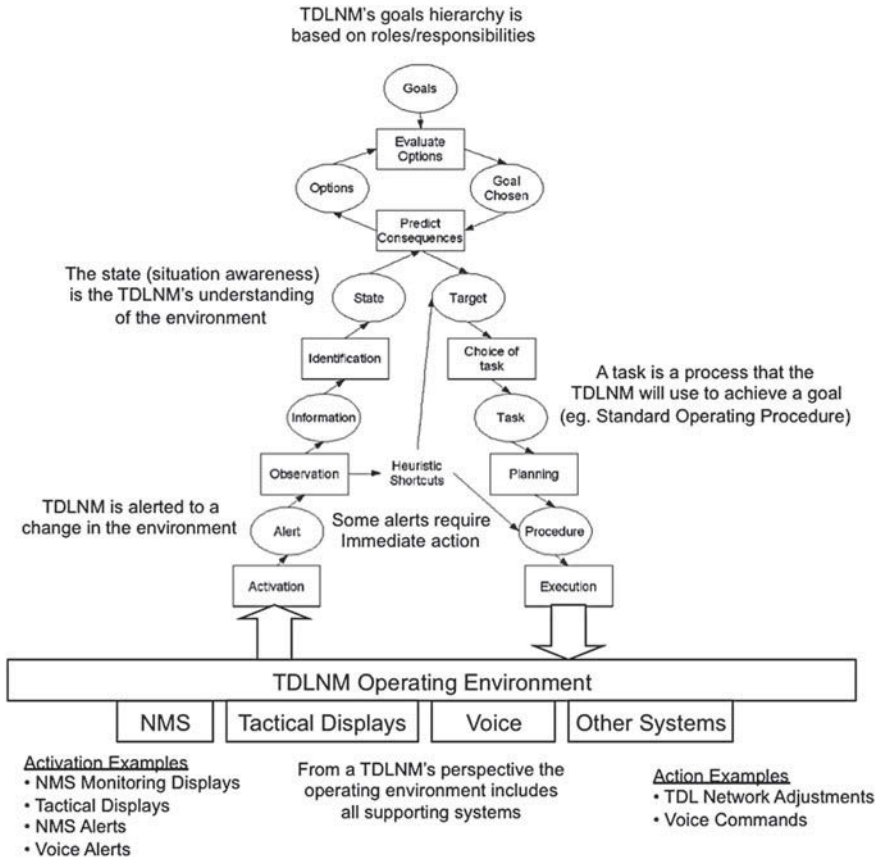 TDLNM's goals hierarchy is
based on roles/responsibilities
Goals
Evaluate
Options
Options
Goal
Chosen
Predict
Consequences
The state (situation awareness)
is the TDLNM's understanding
of the environment
State
Target
Identification
Choice of
task
A task is a process that the
TDLNM will use to achieve a goal
(eg. Standard Operating Procedure)
Information
Task
Observation
Heuristic
Shortcuts
Planning
TDLNM is alerted to a
change in the environment
Alert
Some alerts require
Immediate action
Procedure
Activation
Execution
TDLNM Operating Environment
NMS
Tactical Displays
Voice
Other Systems
Activation Examples
• NMS Monitoring Displays
• Tactical Displays
• NMS Alerts
• Voice Alerts
From a TDLNM's perspective the
operating environment includes
all supporting systems
Action Examples
• TDL Network Adjustments
• Voice Commands